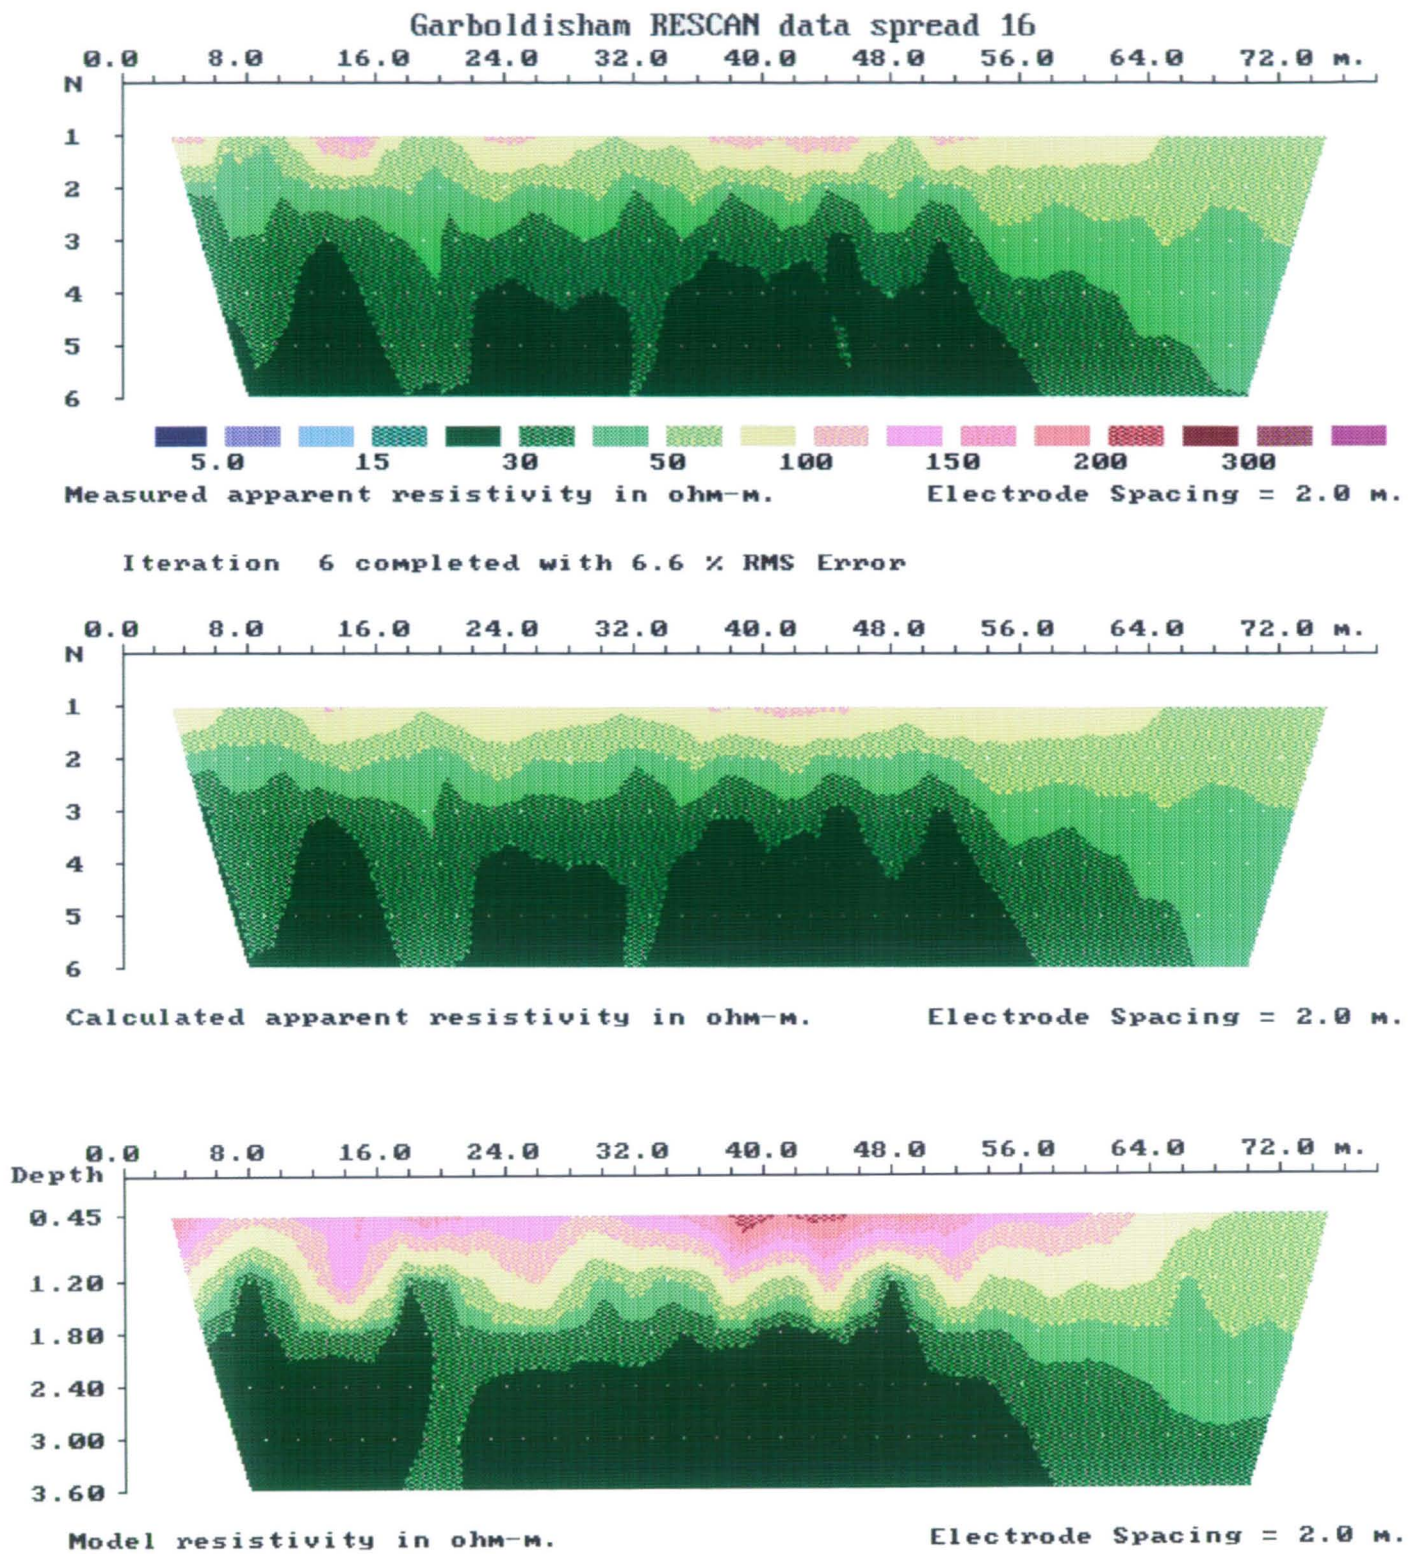 Garboldisham RESCAN data spread 16
0.0 8.0 16.0 24.0 32.0 40.0 48.0 56.0 64.0 72.0 m.
N
1
2
3
4
5
6
5.0 15 30 50 100 150 200 300
Measured apparent resistivity in ohm-m. Electrode Spacing = 2.0 m.
Iteration 6 completed with 6.6 % RMS Error
0.0 8.0 16.0 24.0 32.0 40.0 48.0 56.0 64.0 72.0 m.
N
1
2
3
4
5
6
Calculated apparent resistivity in ohm-m. Electrode Spacing = 2.0 m.
0.0 8.0 16.0 24.0 32.0 40.0 48.0 56.0 64.0 72.0 m.
Depth
0.45
1.20
1.80
2.40
3.00
3.60
Model resistivity in ohm-m. Electrode Spacing = 2.0 m.